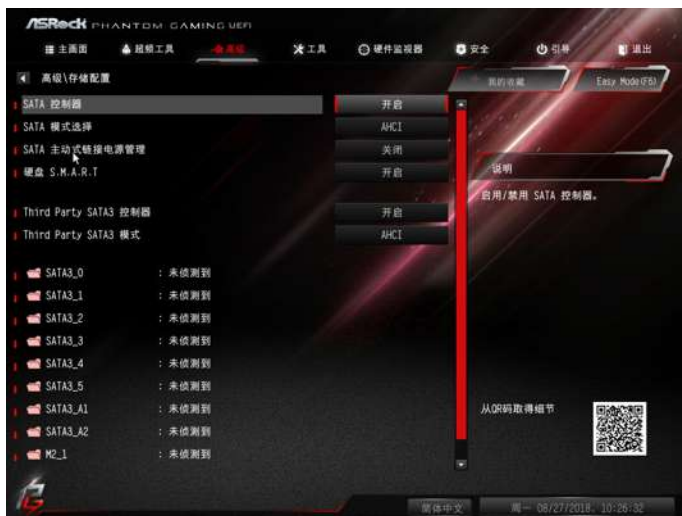 ASRock PHANTOM GAMING UEFI
主画面 超频工具 高级 工具 硬件监视器 安全 引导 退出
高级\存储配置 我的收藏 Easy Mode(F6)
SATA 控制器 开启
SATA 模式选择 AHCI
SATA 主动式链接电源管理 关闭
硬盘 S.M.A.R.T 开启
Third Party SATA3 控制器 开启
Third Party SATA3 模式 AHCI
SATA3_0 : 未侦测到
SATA3_1 : 未侦测到
SATA3_2 : 未侦测到
SATA3_3 : 未侦测到
SATA3_4 : 未侦测到
SATA3_5 : 未侦测到
SATA3_A1 : 未侦测到
SATA3_A2 : 未侦测到
M2_1 : 未侦测到
说明
启用/禁用 SATA 控制器。
从QR码取得细节
简体中文 周一 08/27/2018. 10:26:32